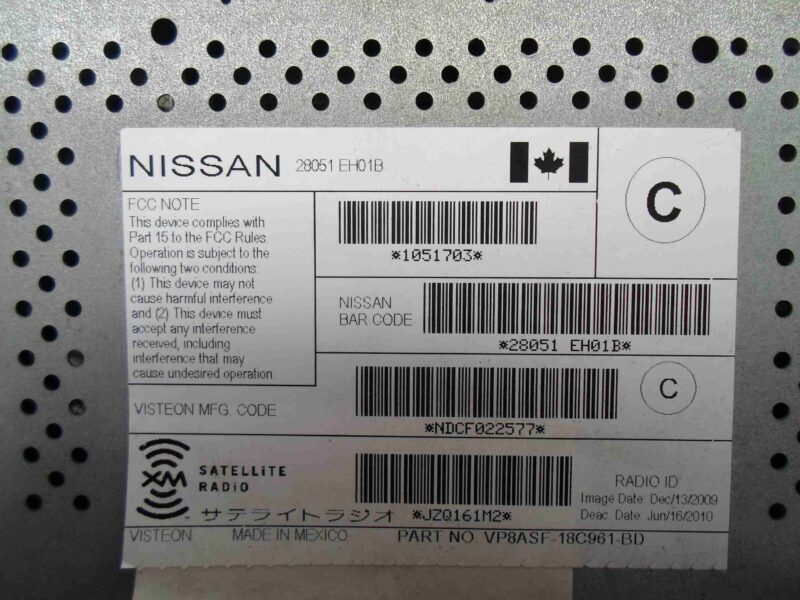 NISSAN 28051 EH01B
C
FCC NOTE
This device complies with
Part 15 to the FCC Rules.
Operation is subject to the
following two conditions:
(1) This device may not
cause harmful interference
and (2) This device must
accept any interference
received, including
interference that may
cause undesired operation.
*1051703*
NISSAN
BAR CODE
*28051 EH01B*
VISTEON MFG. CODE
*NDCF022577*
C
XM
SATELLITE
RADIO
サテライトラジオ
*JZQ161M2*
RADIO ID
Image Date: Dec/13/2009
Deac. Date: Jun/16/2010
VISTEON MADE IN MEXICO PART NO. VP8ASF-18C961-BD